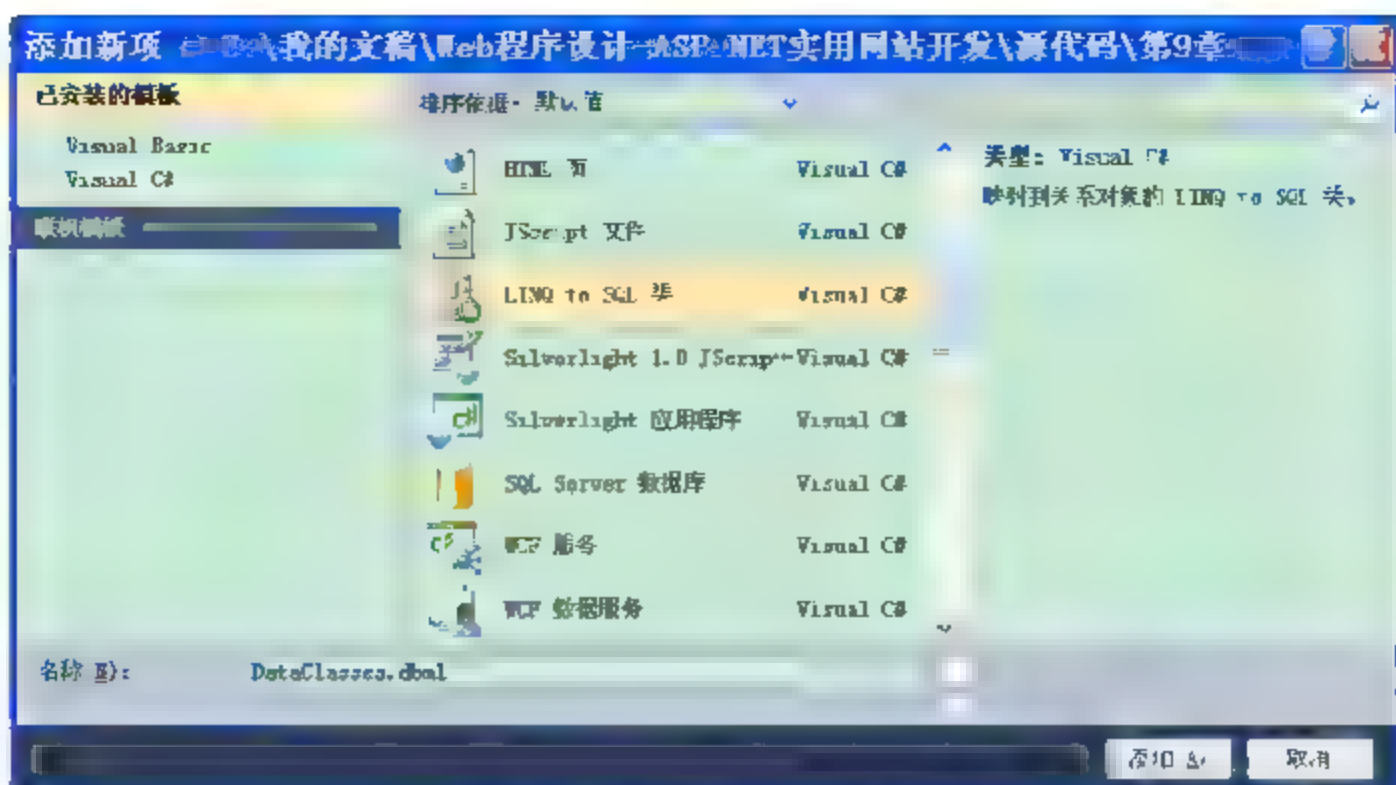 添加新项
\我的文稿\Web程序设计-ASP.NET实用网站开发\源代码\第9章
已安装的模板
Visual Basic
Visual C#
联机模板
排序依据: 默认值
HTML 页 Visual C#
JScript 文件 Visual C#
LINQ to SQL 类 Visual C#
Silverlight 1.0 JScrip Visual C#
Silverlight 应用程序 Visual C#
SQL Server 数据库 Visual C#
WCF 服务 Visual C#
WCF 数据服务 Visual C#
类型: Visual C#
映射到关系对象的 LINQ to SQL 类。
名称(N): DataClasses.dbml
添加(A)
取消